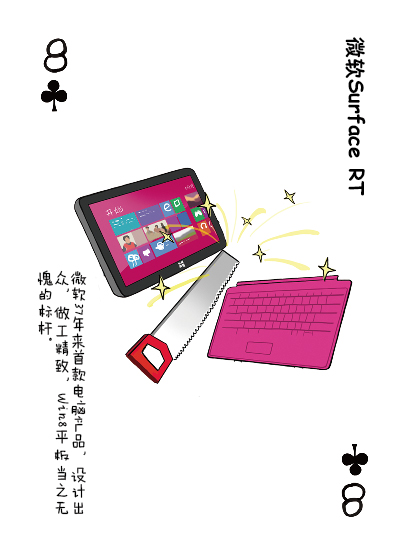 8
微软Surface RT
开始
微软37年来首款电脑产品，设计出
众，做工精致，Win8平板当之无
愧的标杆。
8